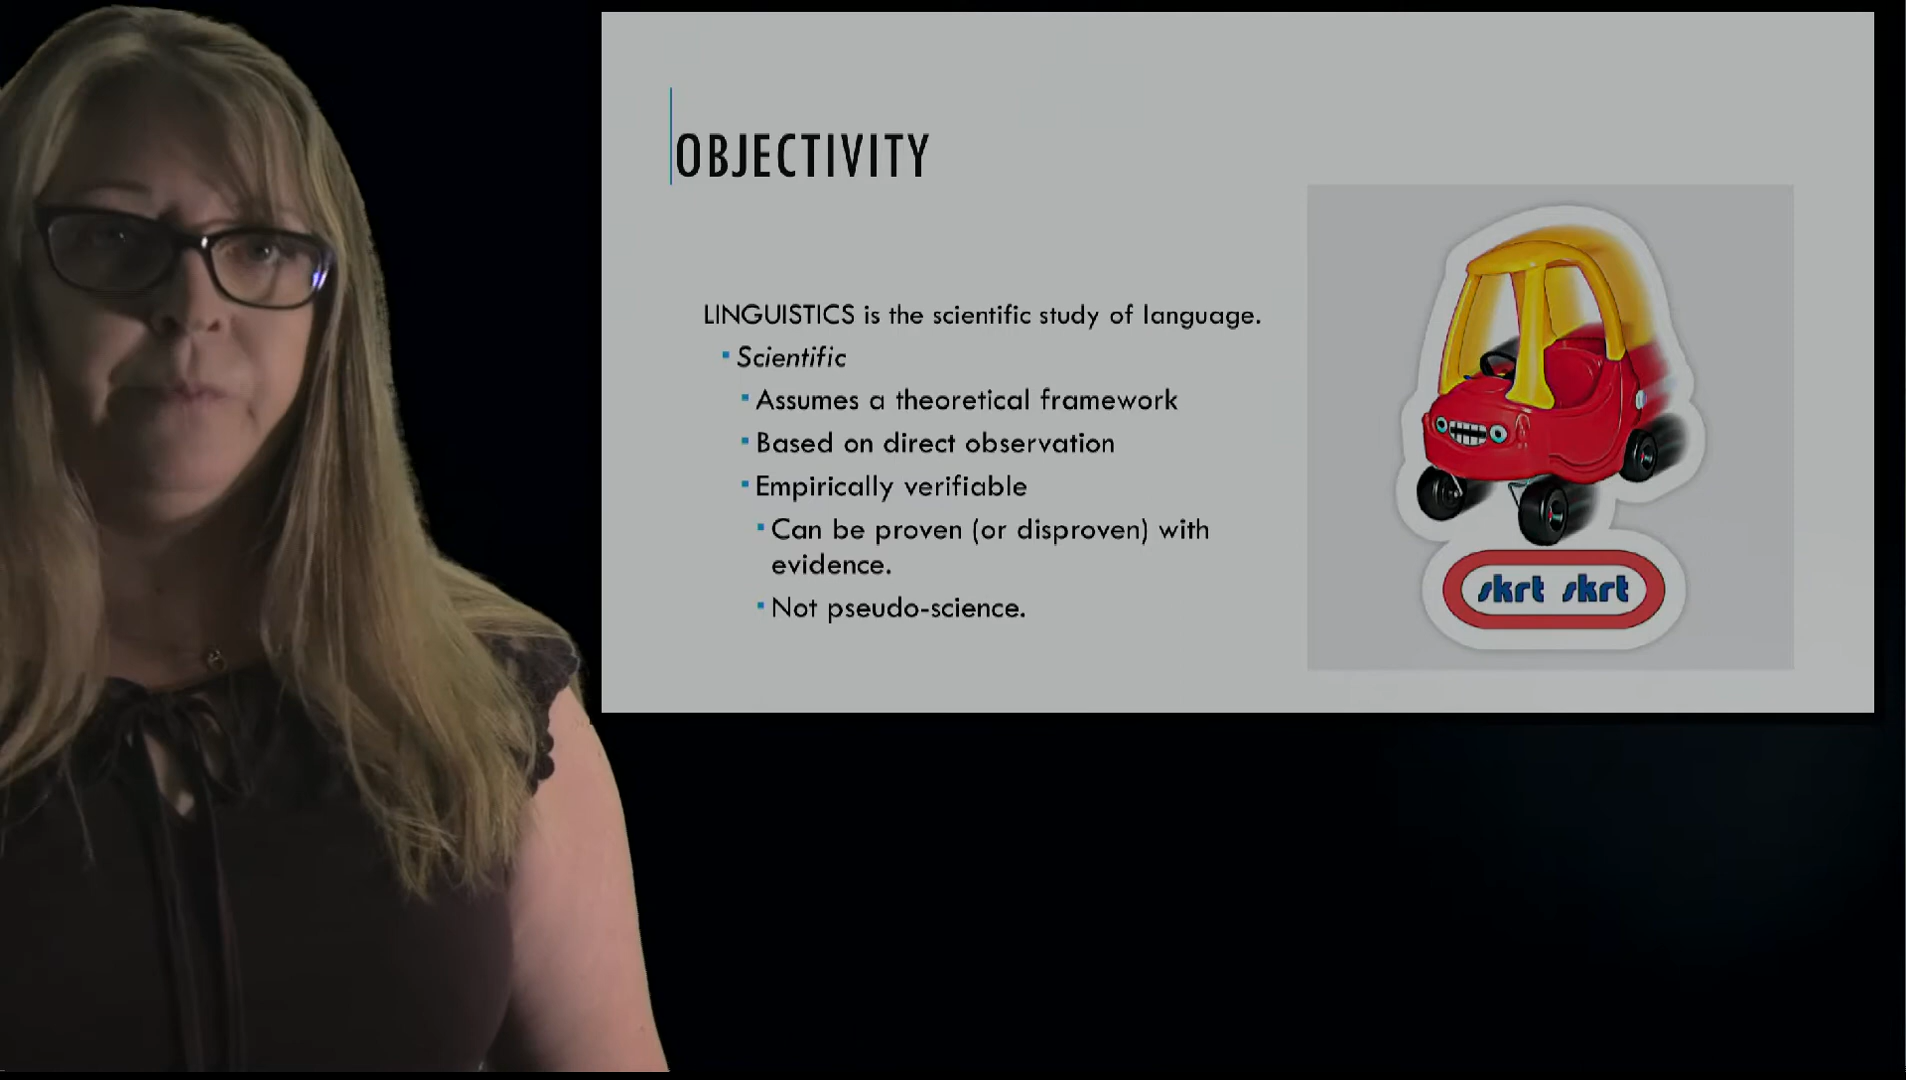 OBJECTIVITY
LINGUISTICS is the scientific study of language.
Scientific
Assumes a theoretical framework
Based on direct observation
Empirically verifiable
Can be proven (or disproven) with
evidence.
Not pseudo-science.
skrt skrt